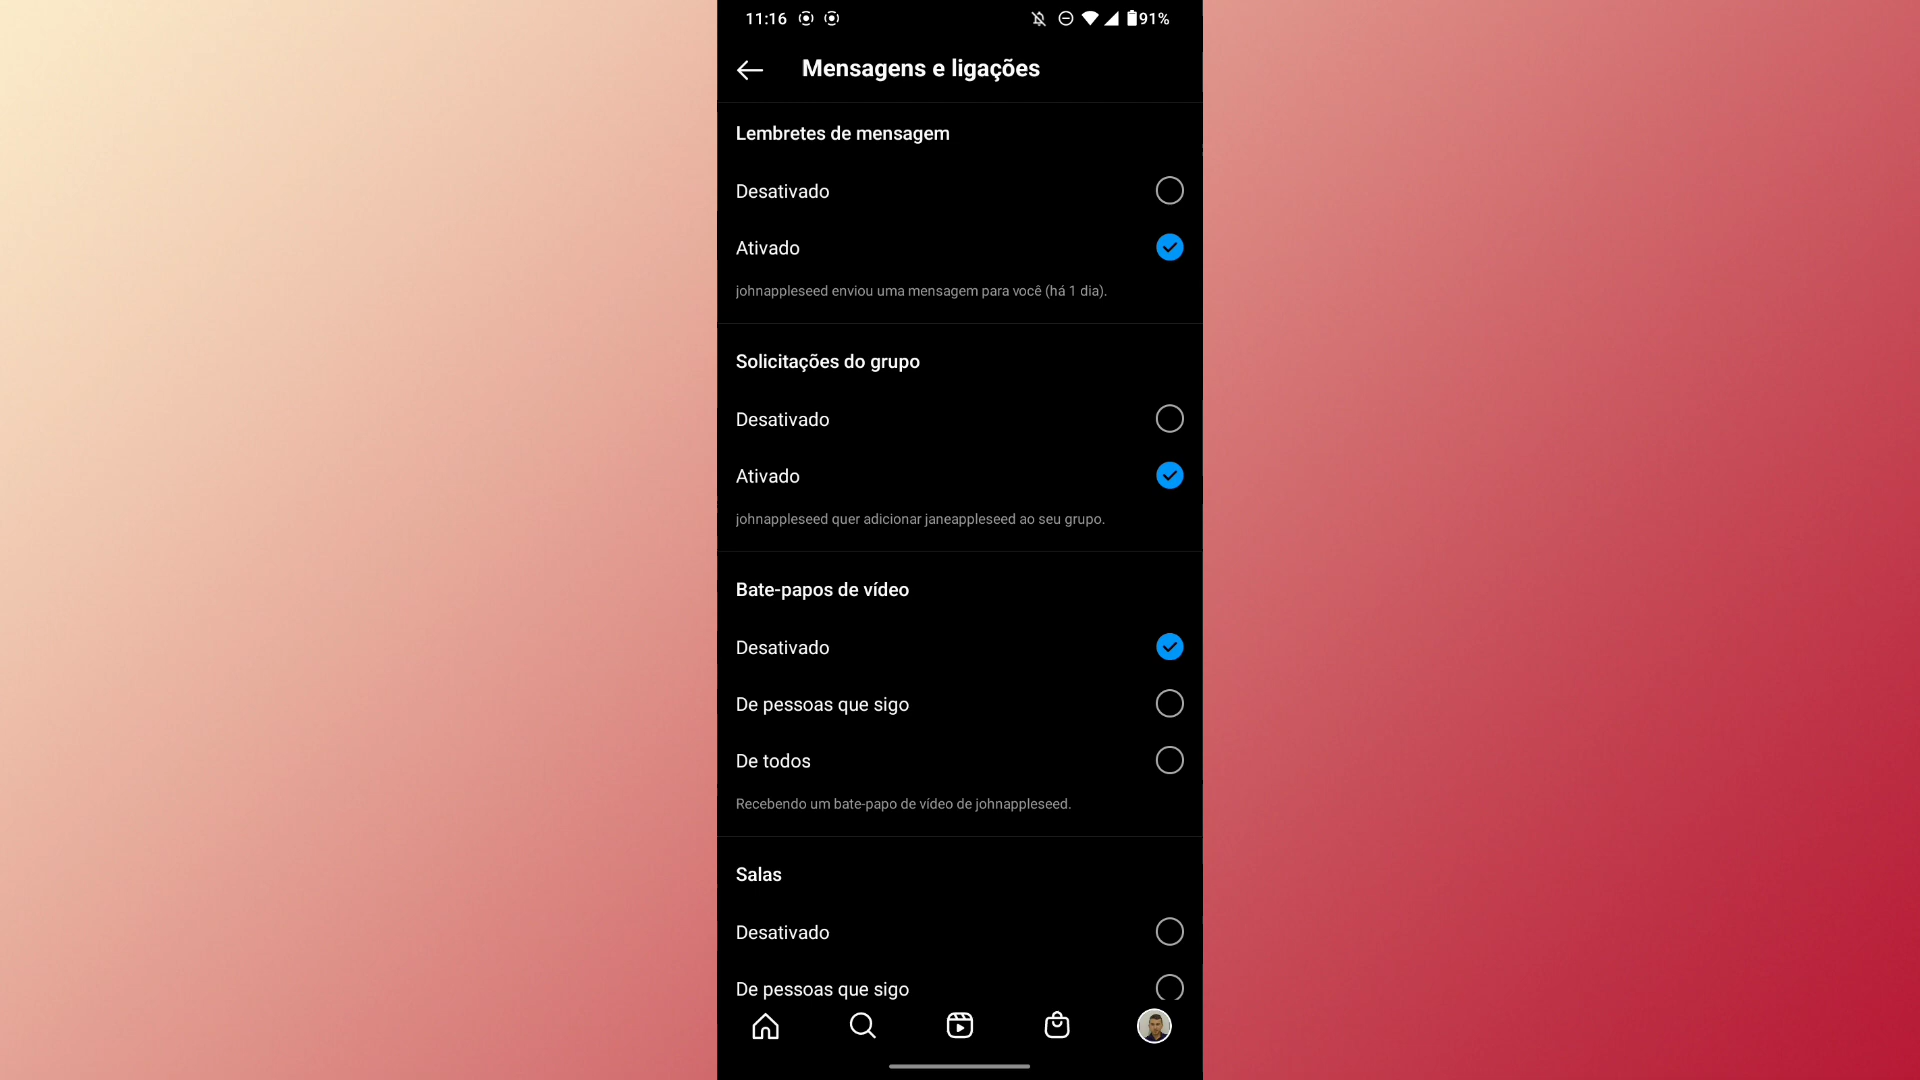 11:16 91%
Mensagens e ligações
Lembretes de mensagem
Desativado
Ativado
johnappleseed enviou uma mensagem para você (há 1 dia).
Solicitações do grupo
Desativado
Ativado
johnappleseed quer adicionar janeappleseed ao seu grupo.
Bate-papos de vídeo
Desativado
De pessoas que sigo
De todos
Recebendo um bate-papo de vídeo de johnappleseed.
Salas
Desativado
De pessoas que sigo